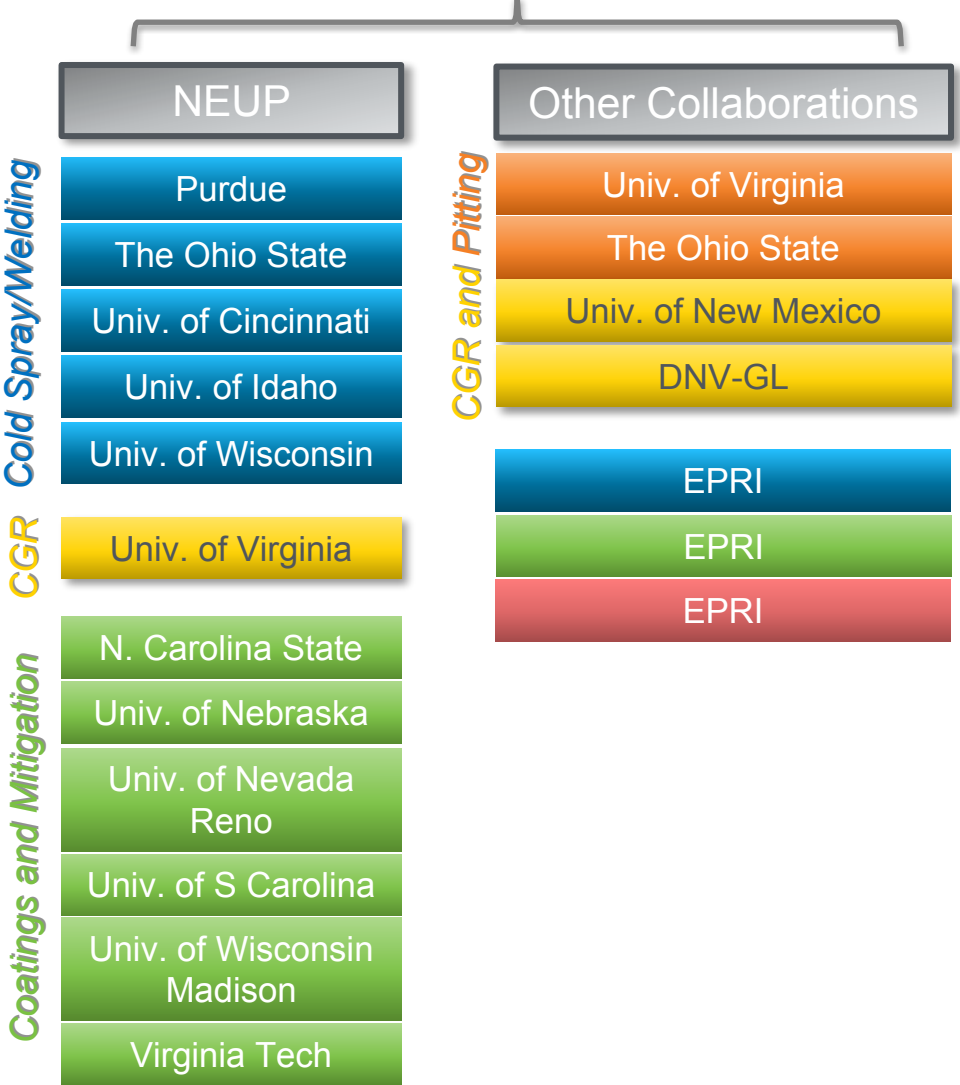 NEUP
Cold Spray/Welding
Purdue
The Ohio State
Univ. of Cincinnati
Univ. of Idaho
Univ. of Wisconsin
CGR
Univ. of Virginia
Coatings and Mitigation
N. Carolina State
Univ. of Nebraska
Univ. of Nevada
Reno
Univ. of S Carolina
Univ. of Wisconsin
Madison
Virginia Tech
Other Collaborations
CGR and Pitting
Univ. of Virginia
The Ohio State
Univ. of New Mexico
DNV-GL
EPRI
EPRI
EPRI